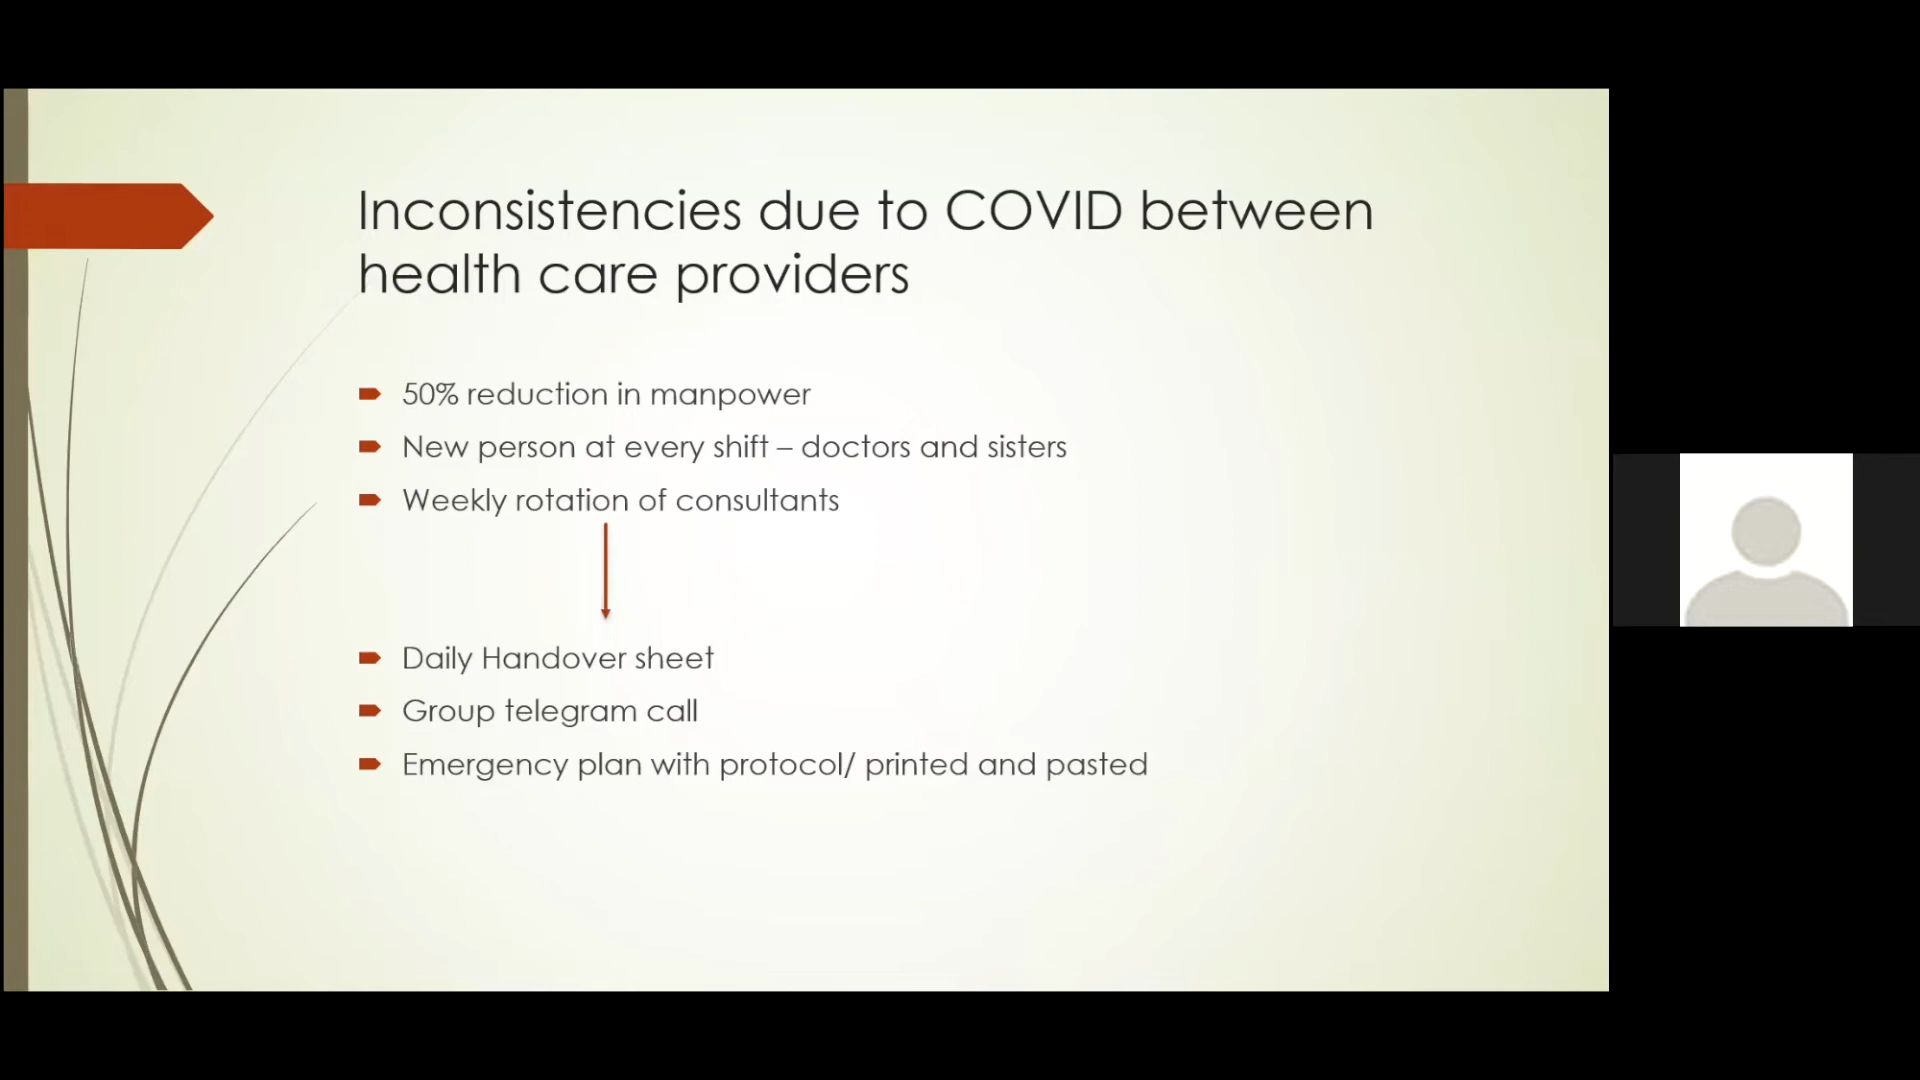 Inconsistencies due to COVID between
health care providers
50% reduction in manpower
New person at every shift – doctors and sisters
Weekly rotation of consultants
Daily Handover sheet
Group telegram call
Emergency plan with protocol/ printed and pasted